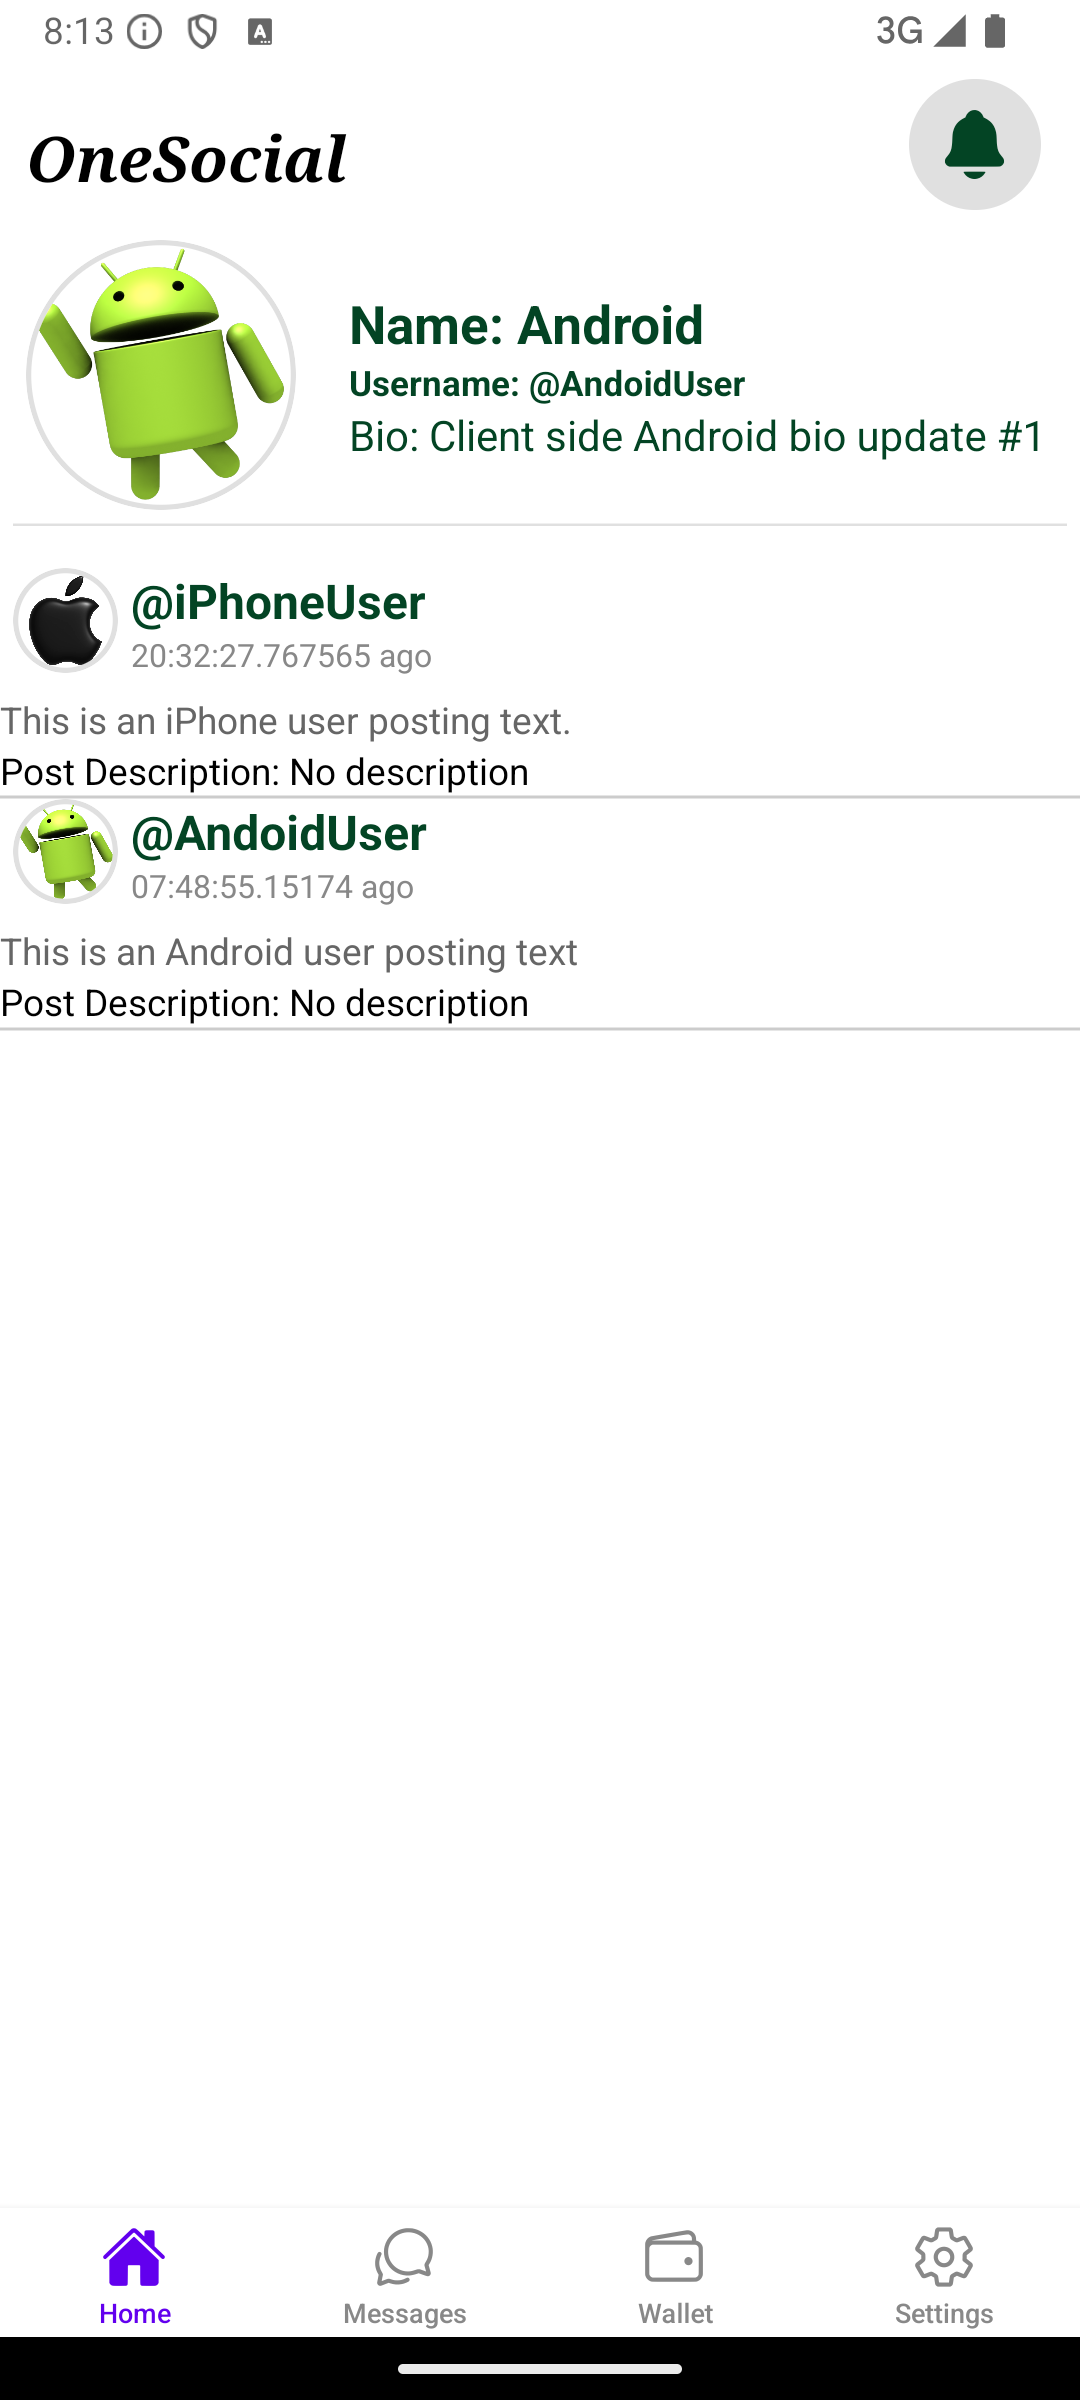 8:13
3G
OneSocial
Name: Android
Username: @AndoidUser
Bio: Client side Android bio update #1
@iPhoneUser
20:32:27.767565 ago
This is an iPhone user posting text.
Post Description: No description
@AndoidUser
07:48:55.15174 ago
This is an Android user posting text
Post Description: No description
Home
Messages
Wallet
Settings